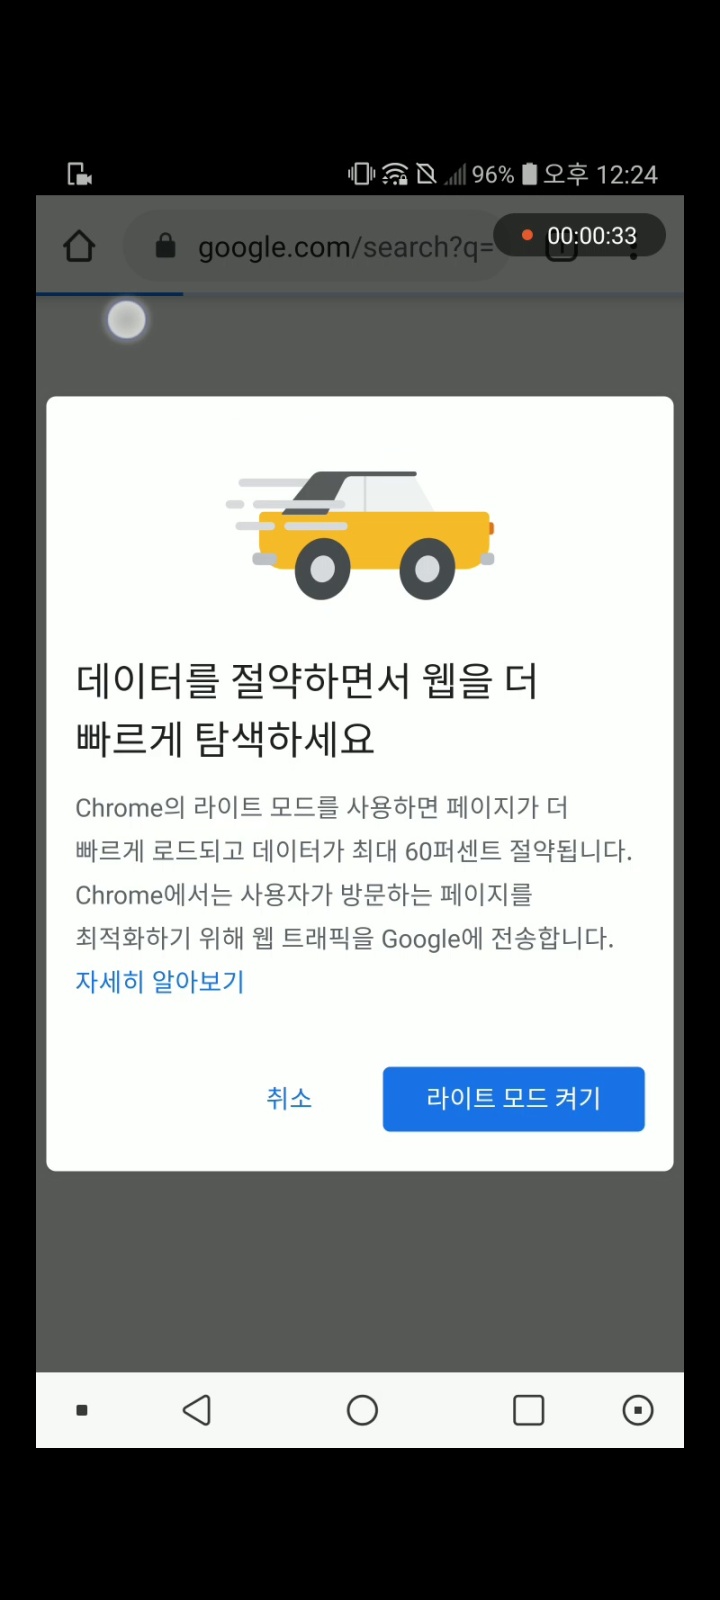 96% 오후 12:24
google.com/search?q=
00:00:33
데이터를 절약하면서 웹을 더
빠르게 탐색하세요
Chrome의 라이트 모드를 사용하면 페이지가 더
빠르게 로드되고 데이터가 최대 60퍼센트 절약됩니다.
Chrome에서는 사용자가 방문하는 페이지를
최적화하기 위해 웹 트래픽을 Google에 전송합니다.
자세히 알아보기
취소
라이트 모드 켜기